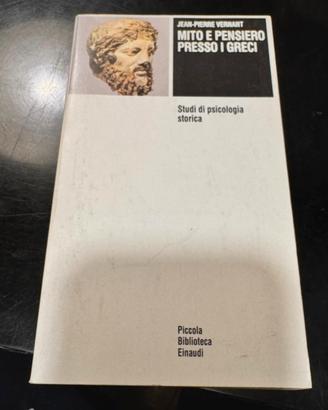 JEAN-PIERRE VERNANT
MITO E PENSIERO
PRESSO I GRECI
Studi di psicologia
storica
Piccola
Biblioteca
Einaudi